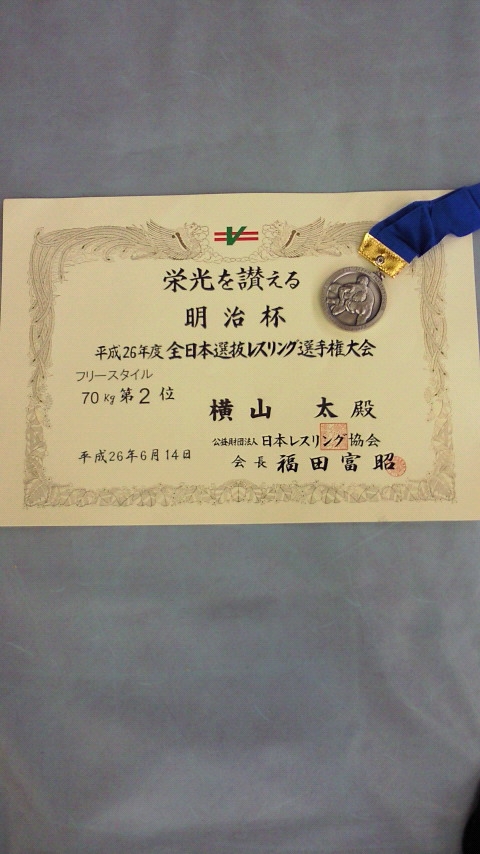 栄光を讃える
明治杯
平成26年度 全日本選抜レスリング選手権大会
フリースタイル
70kg 第2位
横山 太 殿
公益財団法人 日本レスリング協会
平成26年6月14日
会長 福田富昭